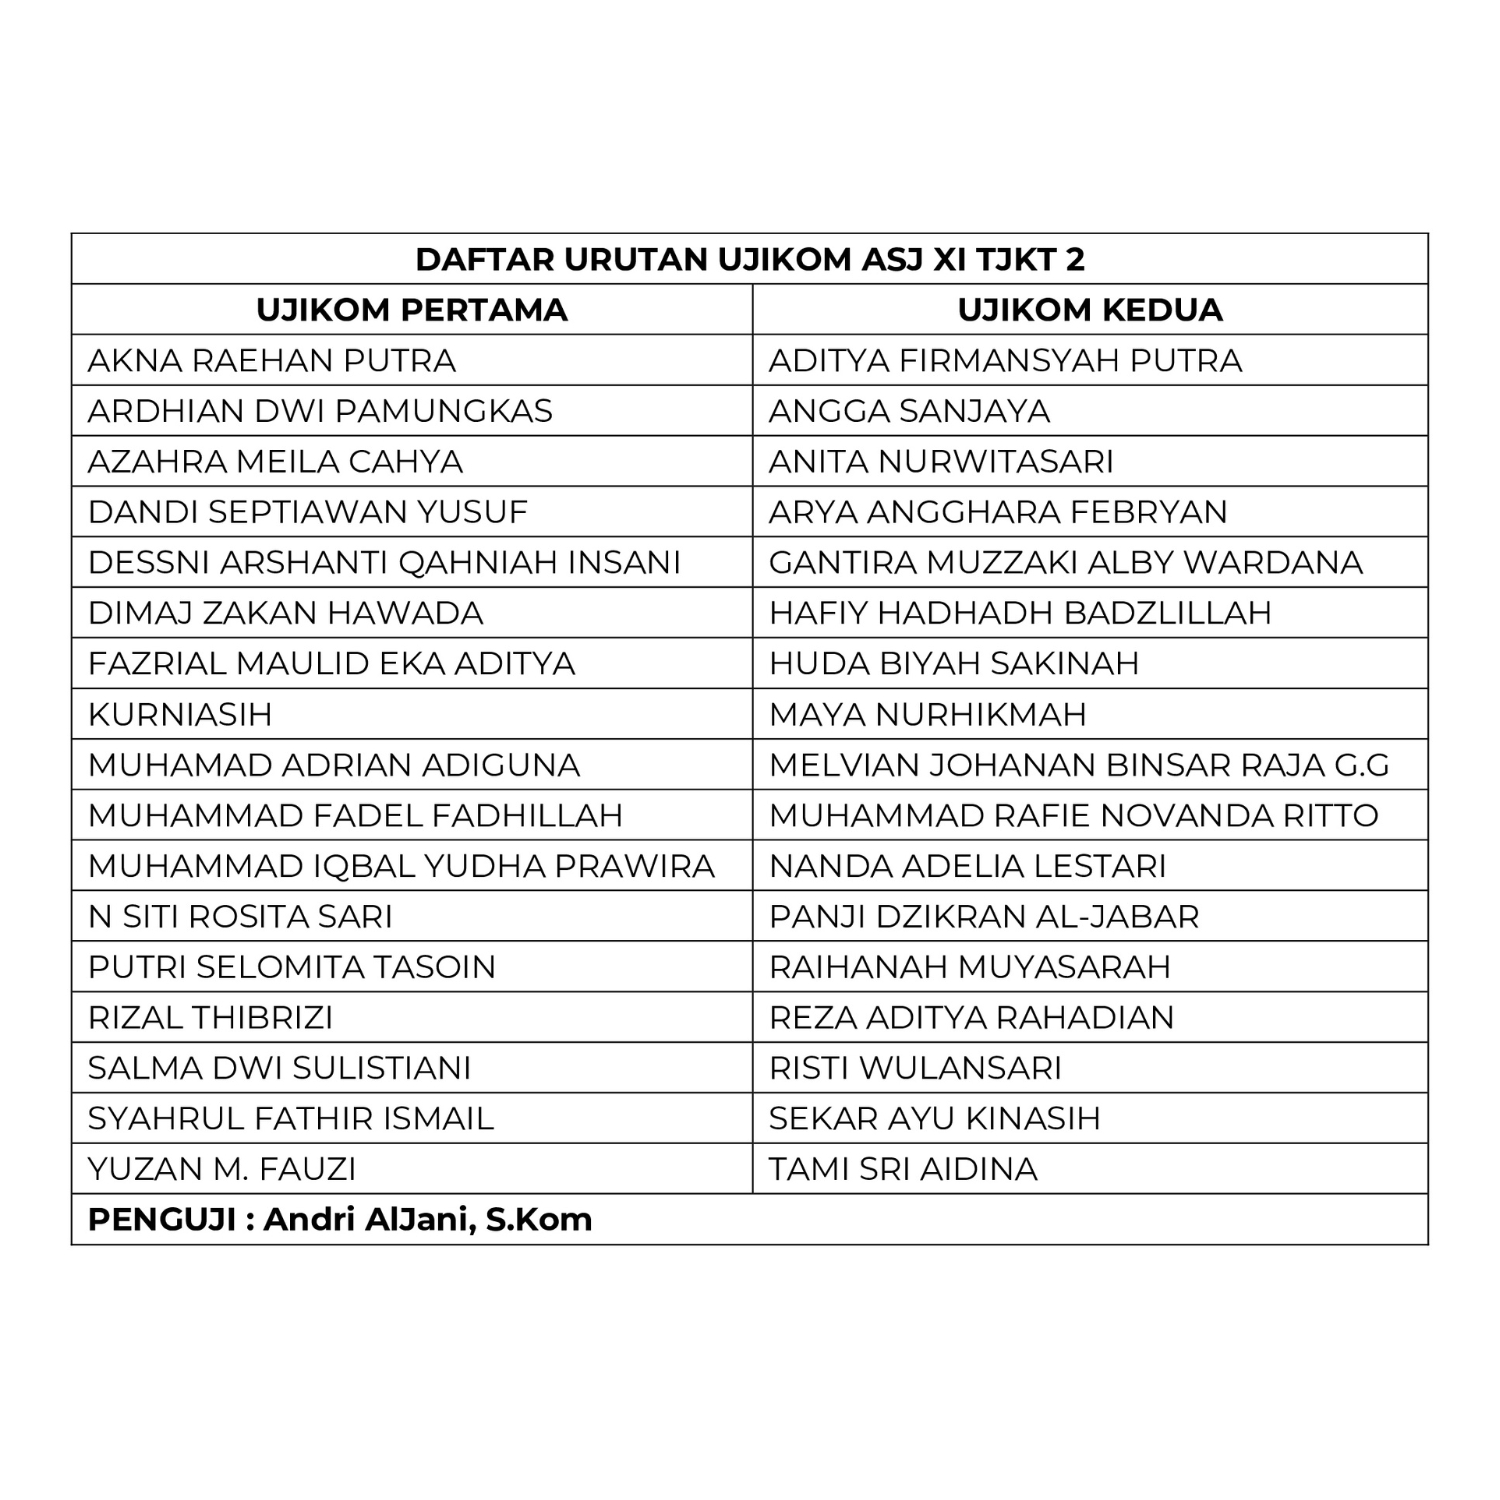 DAFTAR URUTAN UJIKOM ASJ XI TJKT 2
UJIKOM PERTAMA UJIKOM KEDUA
AKNA RAEHAN PUTRA ADITYA FIRMANSYAH PUTRA
ARDHIAN DWI PAMUNGKAS ANGGA SANJAYA
AZAHRA MEILA CAHYA ANITA NURWITASARI
DANDI SEPTIAWAN YUSUF ARYA ANGGHARA FEBRYAN
DESSNI ARSHANTI QAHNIAH INSANI GANTIRA MUZZAKI ALBY WARDANA
DIMAJ ZAKAN HAWADA HAFIY HADHADH BADZLILLAH
FAZRIAL MAULID EKA ADITYA HUDA BIYAH SAKINAH
KURNIASIH MAYA NURHIKMAH
MUHAMAD ADRIAN ADIGUNA MELVIAN JOHANAN BINSAR RAJA G.G
MUHAMMAD FADEL FADHILLAH MUHAMMAD RAFIE NOVANDA RITTO
MUHAMMAD IQBAL YUDHA PRAWIRA NANDA ADELIA LESTARI
N SITI ROSITA SARI PANJI DZIKRAN AL-JABAR
PUTRI SELOMITA TASOIN RAIHANAH MUYASARAH
RIZAL THIBRIZI REZA ADITYA RAHADIAN
SALMA DWI SULISTIANI RISTI WULANSARI
SYAHRUL FATHIR ISMAIL SEKAR AYU KINASIH
YUZAN M. FAUZI TAMI SRI AIDINA
PENGUJI : Andri AlJani, S.Kom